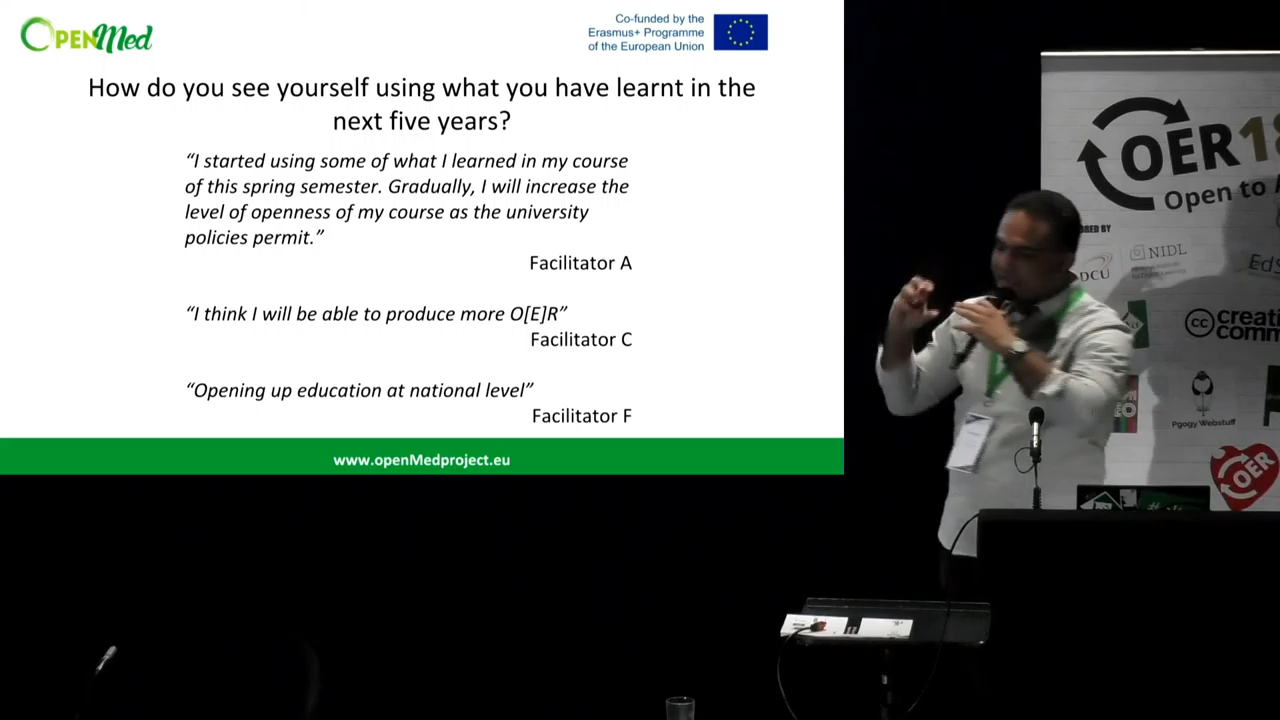 OPENMed
Co-funded by the
Erasmus+ Programme
of the European Union
How do you see yourself using what you have learnt in the
next five years?
“I started using some of what I learned in my course
of this spring semester. Gradually, I will increase the
level of openness of my course as the university
policies permit.”
Facilitator A
“I think I will be able to produce more O[E]R”
Facilitator C
“Opening up education at national level”
Facilitator F
www.openMedproject.eu
OER18
Open to
DCU
NIDL
cc
Pgogy Webstuff
OER